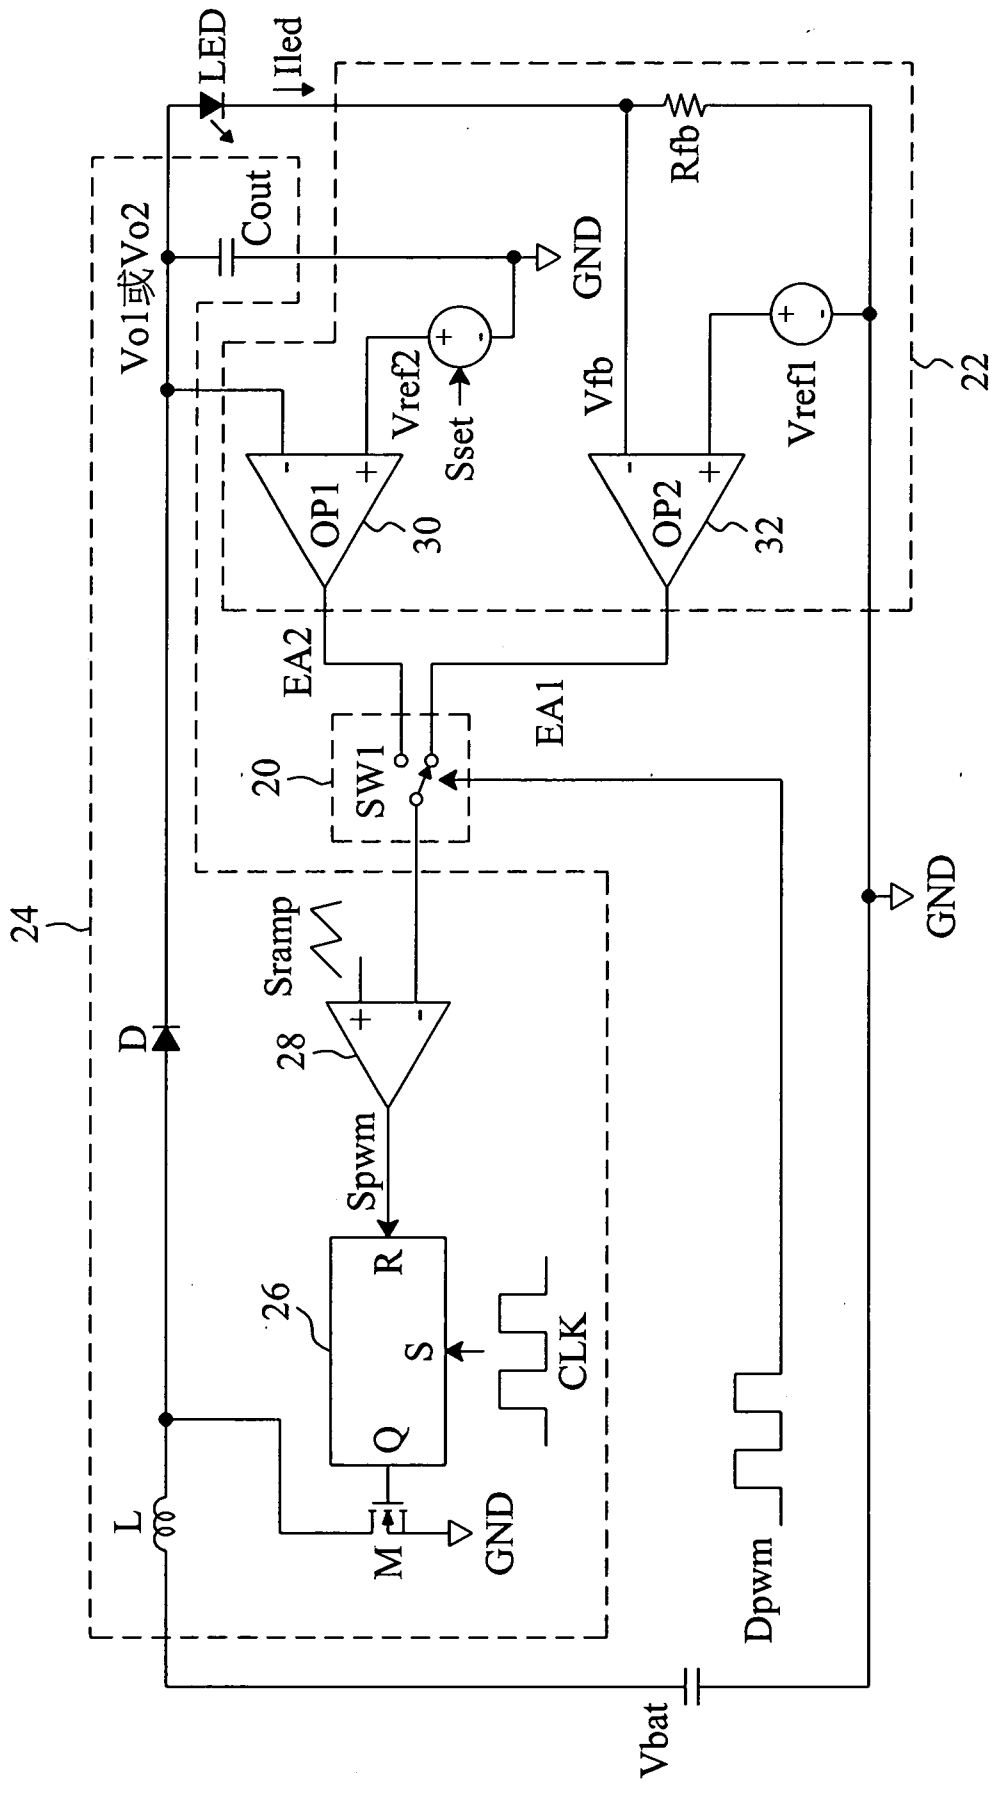 24
L
D
Vo1或Vo2
LED
Iled
Cout
26
Q
R
S
M
GND
CLK
Spwm
28
+
-
Sramp
20
SW1
EA2
EA1
OP1
-
+
30
Vref2
+
-
Sset
GND
Vfb
OP2
-
+
32
Vref1
+
-
Rfb
22
Vbat
Dpwm
GND